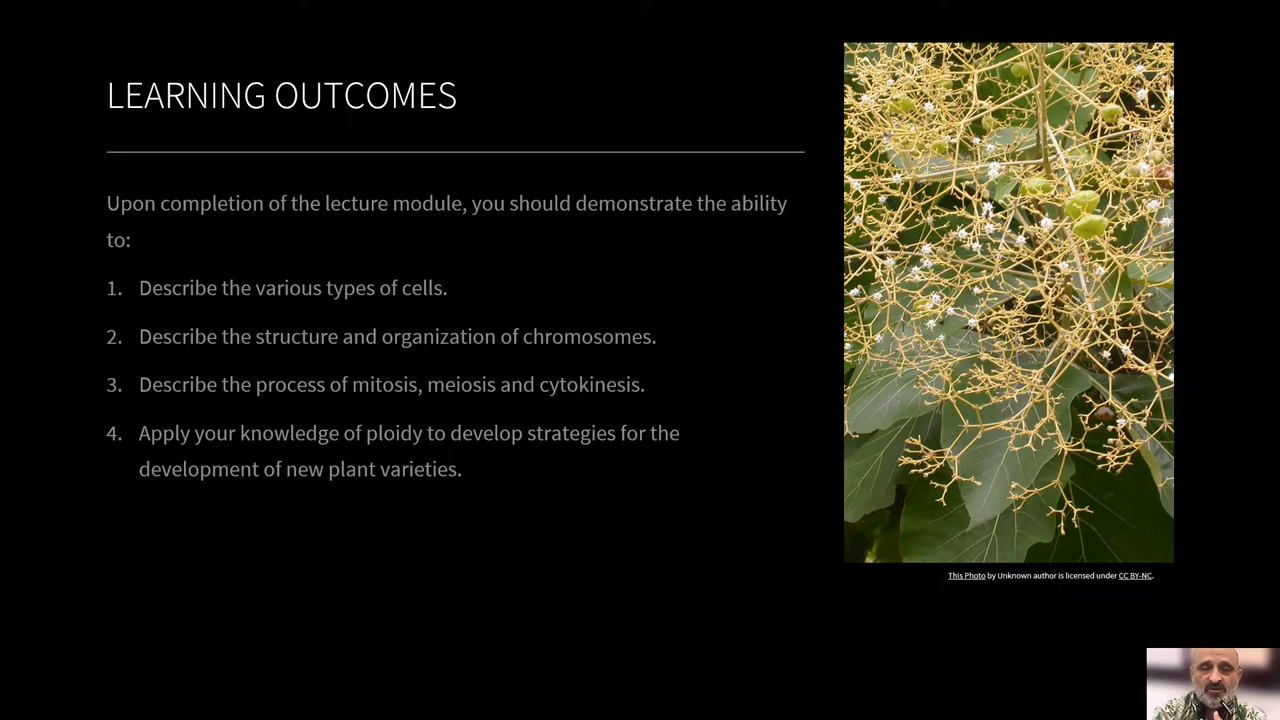 LEARNING OUTCOMES
Upon completion of the lecture module, you should demonstrate the ability
to:
1. Describe the various types of cells.
2. Describe the structure and organization of chromosomes.
3. Describe the process of mitosis, meiosis and cytokinesis.
4. Apply your knowledge of ploidy to develop strategies for the
development of new plant varieties.
This Photo by Unknown author is licensed under CC BY-NC.